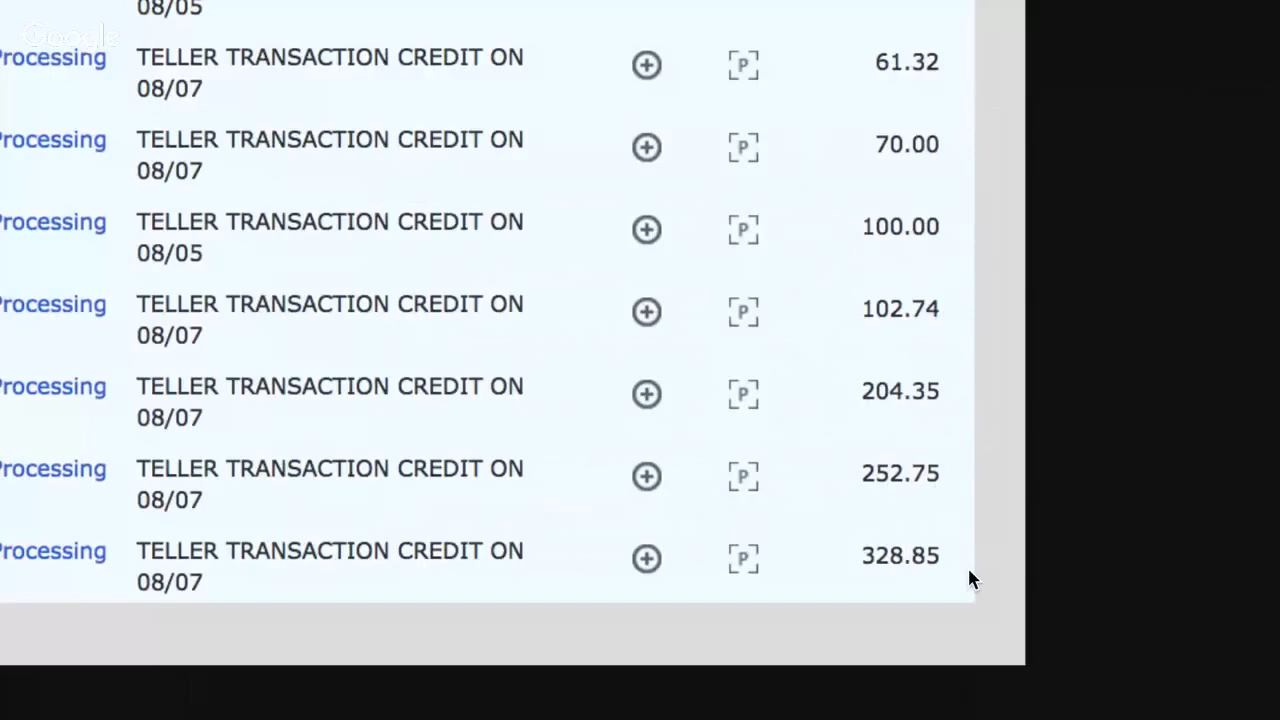 08/05
Google
Processing TELLER TRANSACTION CREDIT ON P 61.32
08/07
Processing TELLER TRANSACTION CREDIT ON P 70.00
08/07
Processing TELLER TRANSACTION CREDIT ON P 100.00
08/05
Processing TELLER TRANSACTION CREDIT ON P 102.74
08/07
Processing TELLER TRANSACTION CREDIT ON P 204.35
08/07
Processing TELLER TRANSACTION CREDIT ON P 252.75
08/07
Processing TELLER TRANSACTION CREDIT ON P 328.85
08/07